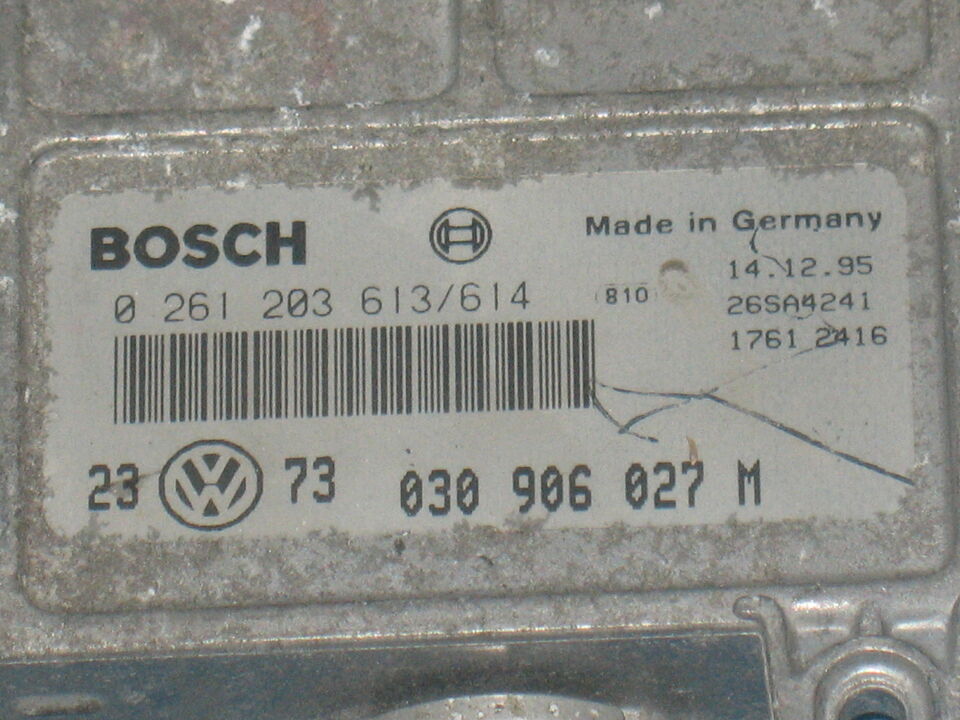 BOSCH
Made in Germany
0 261 203 613/614
810
14.12.95
26SA4241
1761 2416
23 VW 73 030 906 027 M